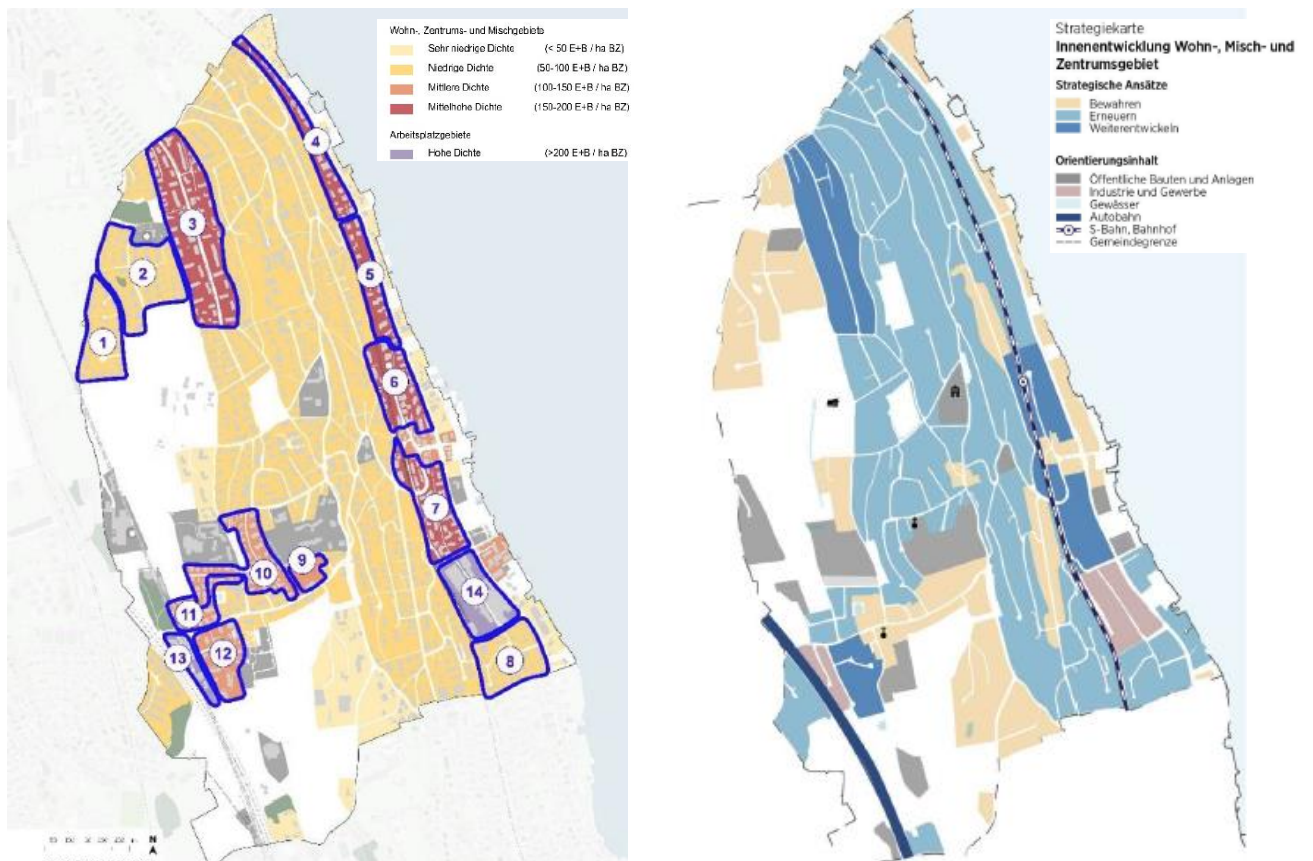 Wohn-, Zentrums- und Mischgebiete
Sehr niedrige Dichte (< 50 E+B / ha BZ)
Niedrige Dichte (50-100 E+B / ha BZ)
Mittlere Dichte (100-150 E+B / ha BZ)
Mittelhohe Dichte (150-200 E+B / ha BZ)
Arbeitsplatzgebiete
Hohe Dichte (>200 E+B / ha BZ)
4
3
2
5
1
6
7
9
10
14
11
12
13
8
N
Strategiekarte
Innenentwicklung Wohn-, Misch- und
Zentrumsgebiet
Strategische Ansätze
Bewahren
Erneuern
Weiterentwickeln
Orientierungsinhalt
Öffentliche Bauten und Anlagen
Industrie und Gewerbe
Gewässer
Autobahn
S-Bahn, Bahnhof
Gemeindegrenze